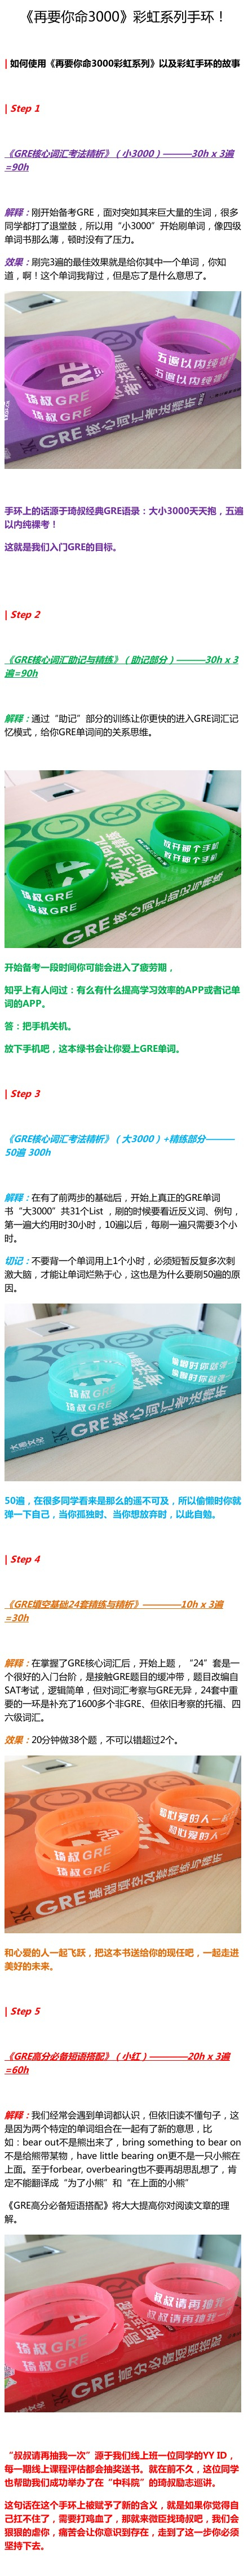 《再要你命3000》彩虹系列手环！
| 如何使用《再要你命3000彩虹系列》以及彩虹手环的故事
| Step 1
《GRE核心词汇考法精析》（小3000）———30h x 3遍
=90h
解释：刚开始备考GRE，面对突如其来巨大量的生词，很多
同学都打了退堂鼓，所以用“小3000”开始刷单词，像四级
单词书那么薄，顿时没有了压力。
效果：刷完3遍的最佳效果就是给你其中一个单词，你知
道，啊！这个单词我背过，但是忘了是什么意思了。
五遍以内纯裸考
五遍以内纯裸考
琦叔GRE
琦叔GRE
GRE核心词汇考法精析
手环上的话源于琦叔经典GRE语录：大小3000天天抱，五遍
以内纯裸考！
这就是我们入门GRE的目标。
| Step 2
《GRE核心词汇助记与精练》（助记部分）———30h x 3
遍=90h
解释：通过“助记”部分的训练让你更快的进入GRE词汇记
忆模式，给你GRE单词间的关系思维。
放开那个手机
放开那个手机
琦叔GRE
琦叔GRE
GRE核心词汇助记与精练
开始备考一段时间你可能会进入了疲劳期，
知乎上有人问过：有么有什么提高学习效率的APP或者记单
词的APP。
答：把手机关机。
放下手机吧，这本绿书会让你爱上GRE单词。
| Step 3
《GRE核心词汇考法精析》（大3000）+精练部分———
50遍 300h
解释：在有了前两步的基础后，开始上真正的GRE单词
书“大3000”共31个List ，刷的时候要看近反义词、例句，
第一遍大约用时30小时，10遍以后，每刷一遍只需要3个小
时。
切记：不要背一个单词用上1个小时，必须短暂反复多次刺
激大脑，才能让单词烂熟于心，这也是为什么要刷50遍的原
因。
琦叔GRE
琦叔GRE
GRE核心词汇考法精析
50遍，在很多同学看来是那么的遥不可及，所以偷懒时你就
弹一下自己，当你孤独时、当你想放弃时，以此自勉。
| Step 4
《GRE填空基础24套精练与精析》————10h x 3遍
=30h
解释：在掌握了GRE核心词汇后，开始上题，“24”套是一
个很好的入门台阶，是接触GRE题目的缓冲带，题目改编自
SAT考试，逻辑简单，但对词汇考察与GRE无异，24套中重
要的一环是补充了1600多个非GRE、但依旧考察的托福、四
六级词汇。
效果：20分钟做38个题，不可以错超过2个。
和心爱的人一起
和心爱的人一起
琦叔GRE
琦叔GRE
和心爱的人一起飞跃，把这本书送给你的现任吧，一起走进
美好的未来。
| Step 5
《GRE高分必备短语搭配》（小红）————20h x 3遍
=60h
解释：我们经常会遇到单词都认识，但依旧读不懂句子，这
是因为两个特定的单词组合在一起有了新的意思，比
如：bear out不是熊出来了，bring something to bear on
不是给熊带某物，have little bearing on更不是一只小熊在
上面。至于forbear, overbearing也不要再胡思乱想了，肯
定不能翻译成“为了小熊”和“在上面的小熊”
《GRE高分必备短语搭配》将大大提高你对阅读文章的理
解。
叔叔请再抽我
叔叔请再抽我
琦叔GRE
琦叔GRE
GRE高分必备短语搭配
“叔叔请再抽我一次”源于我们线上班一位同学的YY ID，
每一期线上课程评估都会抽奖送书。就在前不久，这位同学
也帮助我们成功举办了在“中科院”的琦叔励志巡讲。
这句话在这个手环上被赋予了新的含义，就是如果你觉得自
己扛不住了，需要打鸡血了，那就来微臣找琦叔吧，我们会
狠狠的虐你，痛苦会让你意识到存在，走到了这一步你必须
坚持下去。